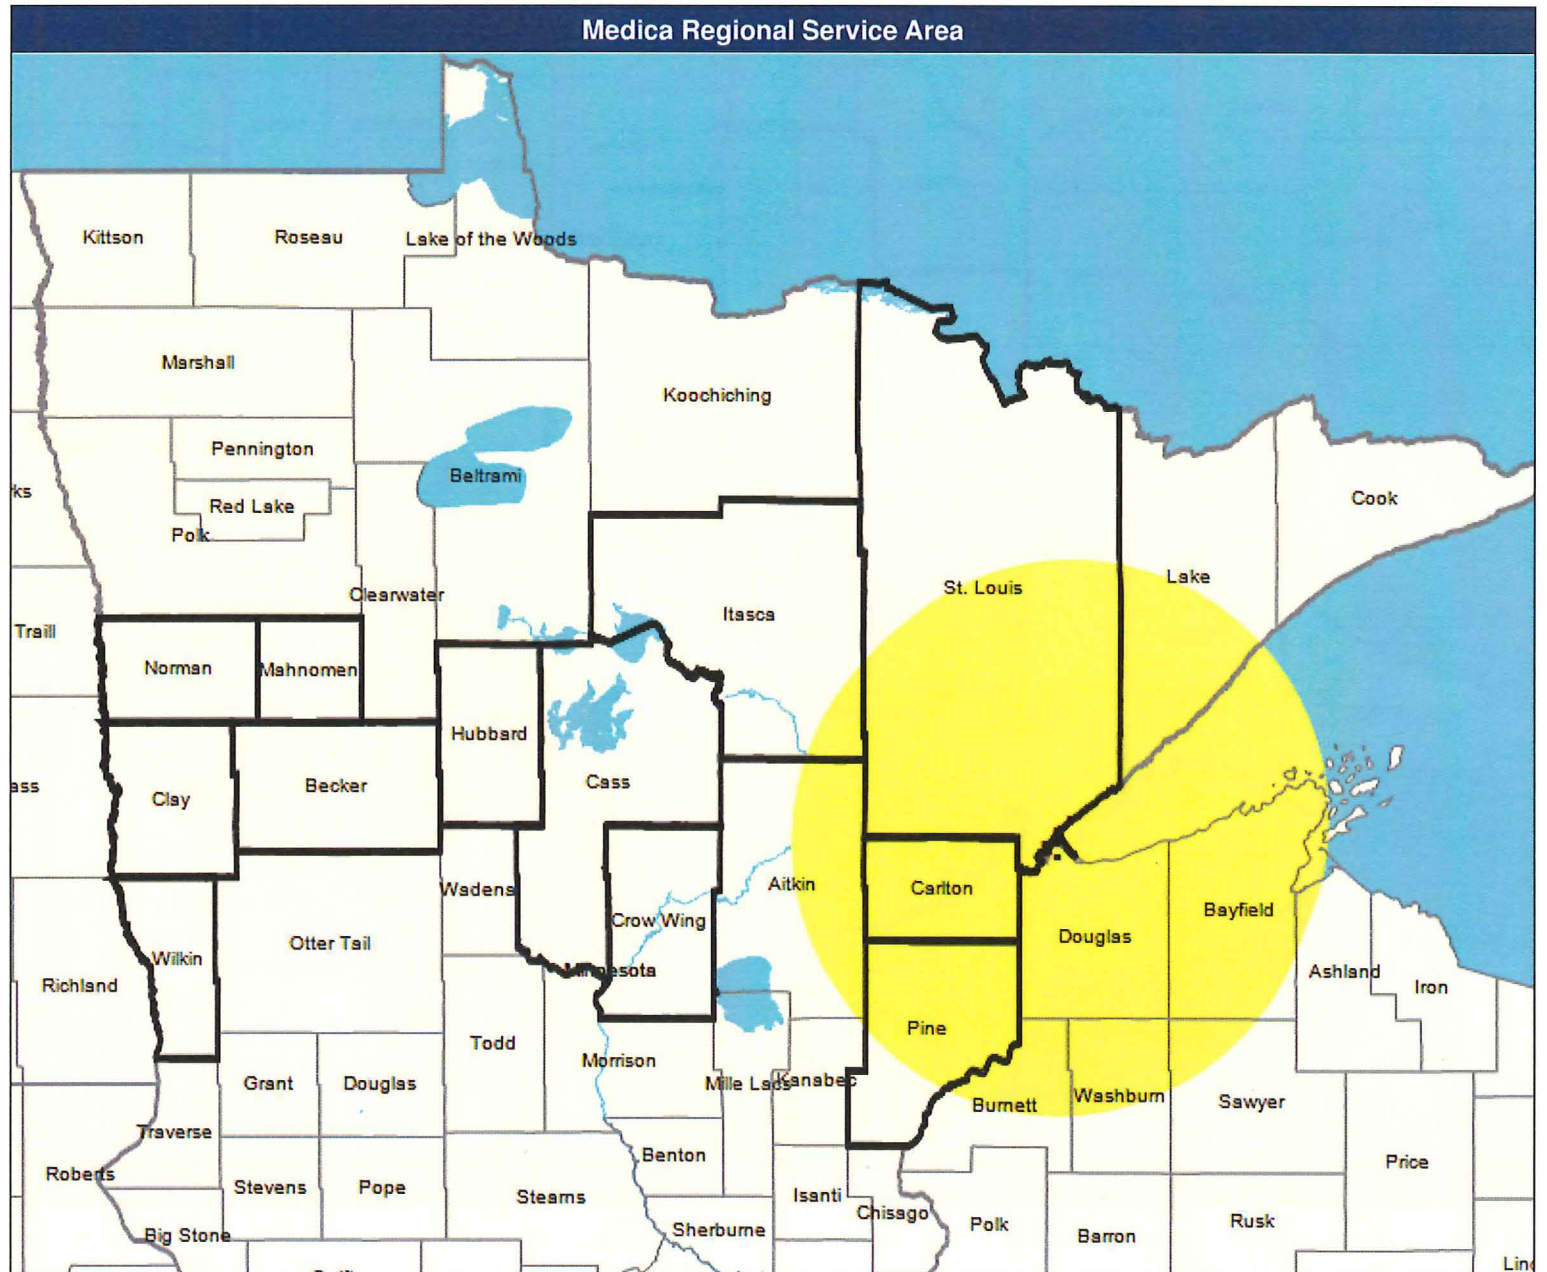 Medica Regional Service Area
Kittson
Roseau
Lake of the Woods
Marshall
Koochiching
Pennington
Beltrami
ks
Red Lake
Cook
Polk
Lake
St. Louis
Clearwater
Itasca
Traill
Norman
Mahnomen
Hubbard
Cass
ass
Becker
Clay
Wadena
Aitkin
Carlton
Bayfield
Crow Wing
Douglas
Otter Tail
Wilkin
Minnesota
Ashland
Richland
Iron
Pine
Todd
Morrison
Grant
Douglas
Mille Lacs
Kanabec
Washburn
Sawyer
Burnett
Traverse
Benton
Price
Roberts
Stevens
Pope
Stearns
Isanti
Chisago
Polk
Rusk
Sherburne
Big Stone
Barron
Linc